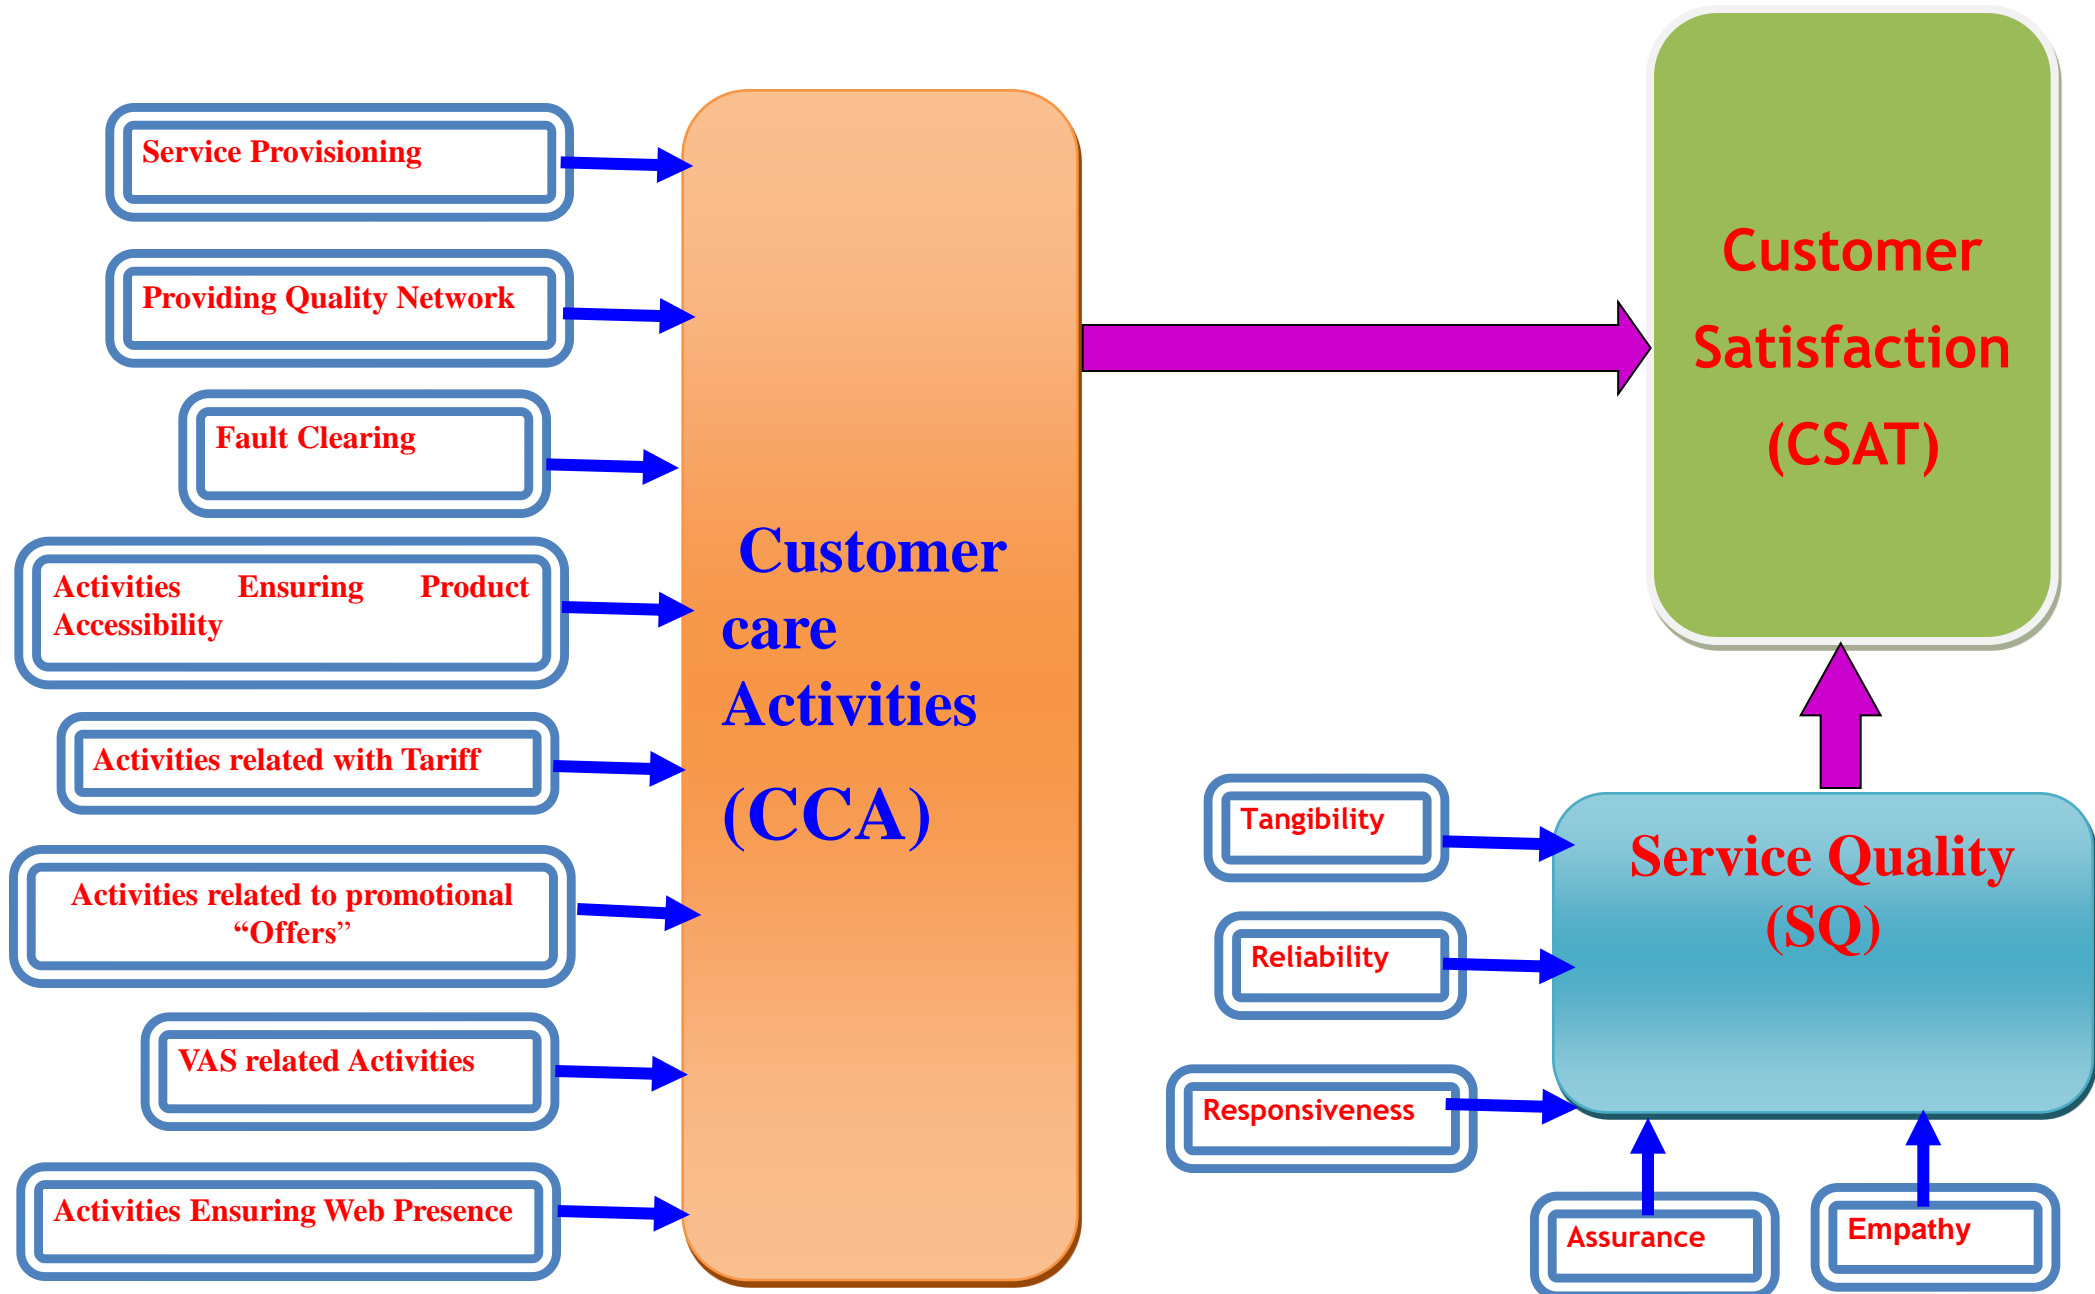 Service Provisioning
Providing Quality Network
Fault Clearing
Activities Ensuring Product
Accessibility
Activities related with Tariff
Activities related to promotional
“Offers”
VAS related Activities
Activities Ensuring Web Presence
Customer
care
Activities
(CCA)
Customer
Satisfaction
(CSAT)
Tangibility
Reliability
Responsiveness
Service Quality
(SQ)
Assurance
Empathy